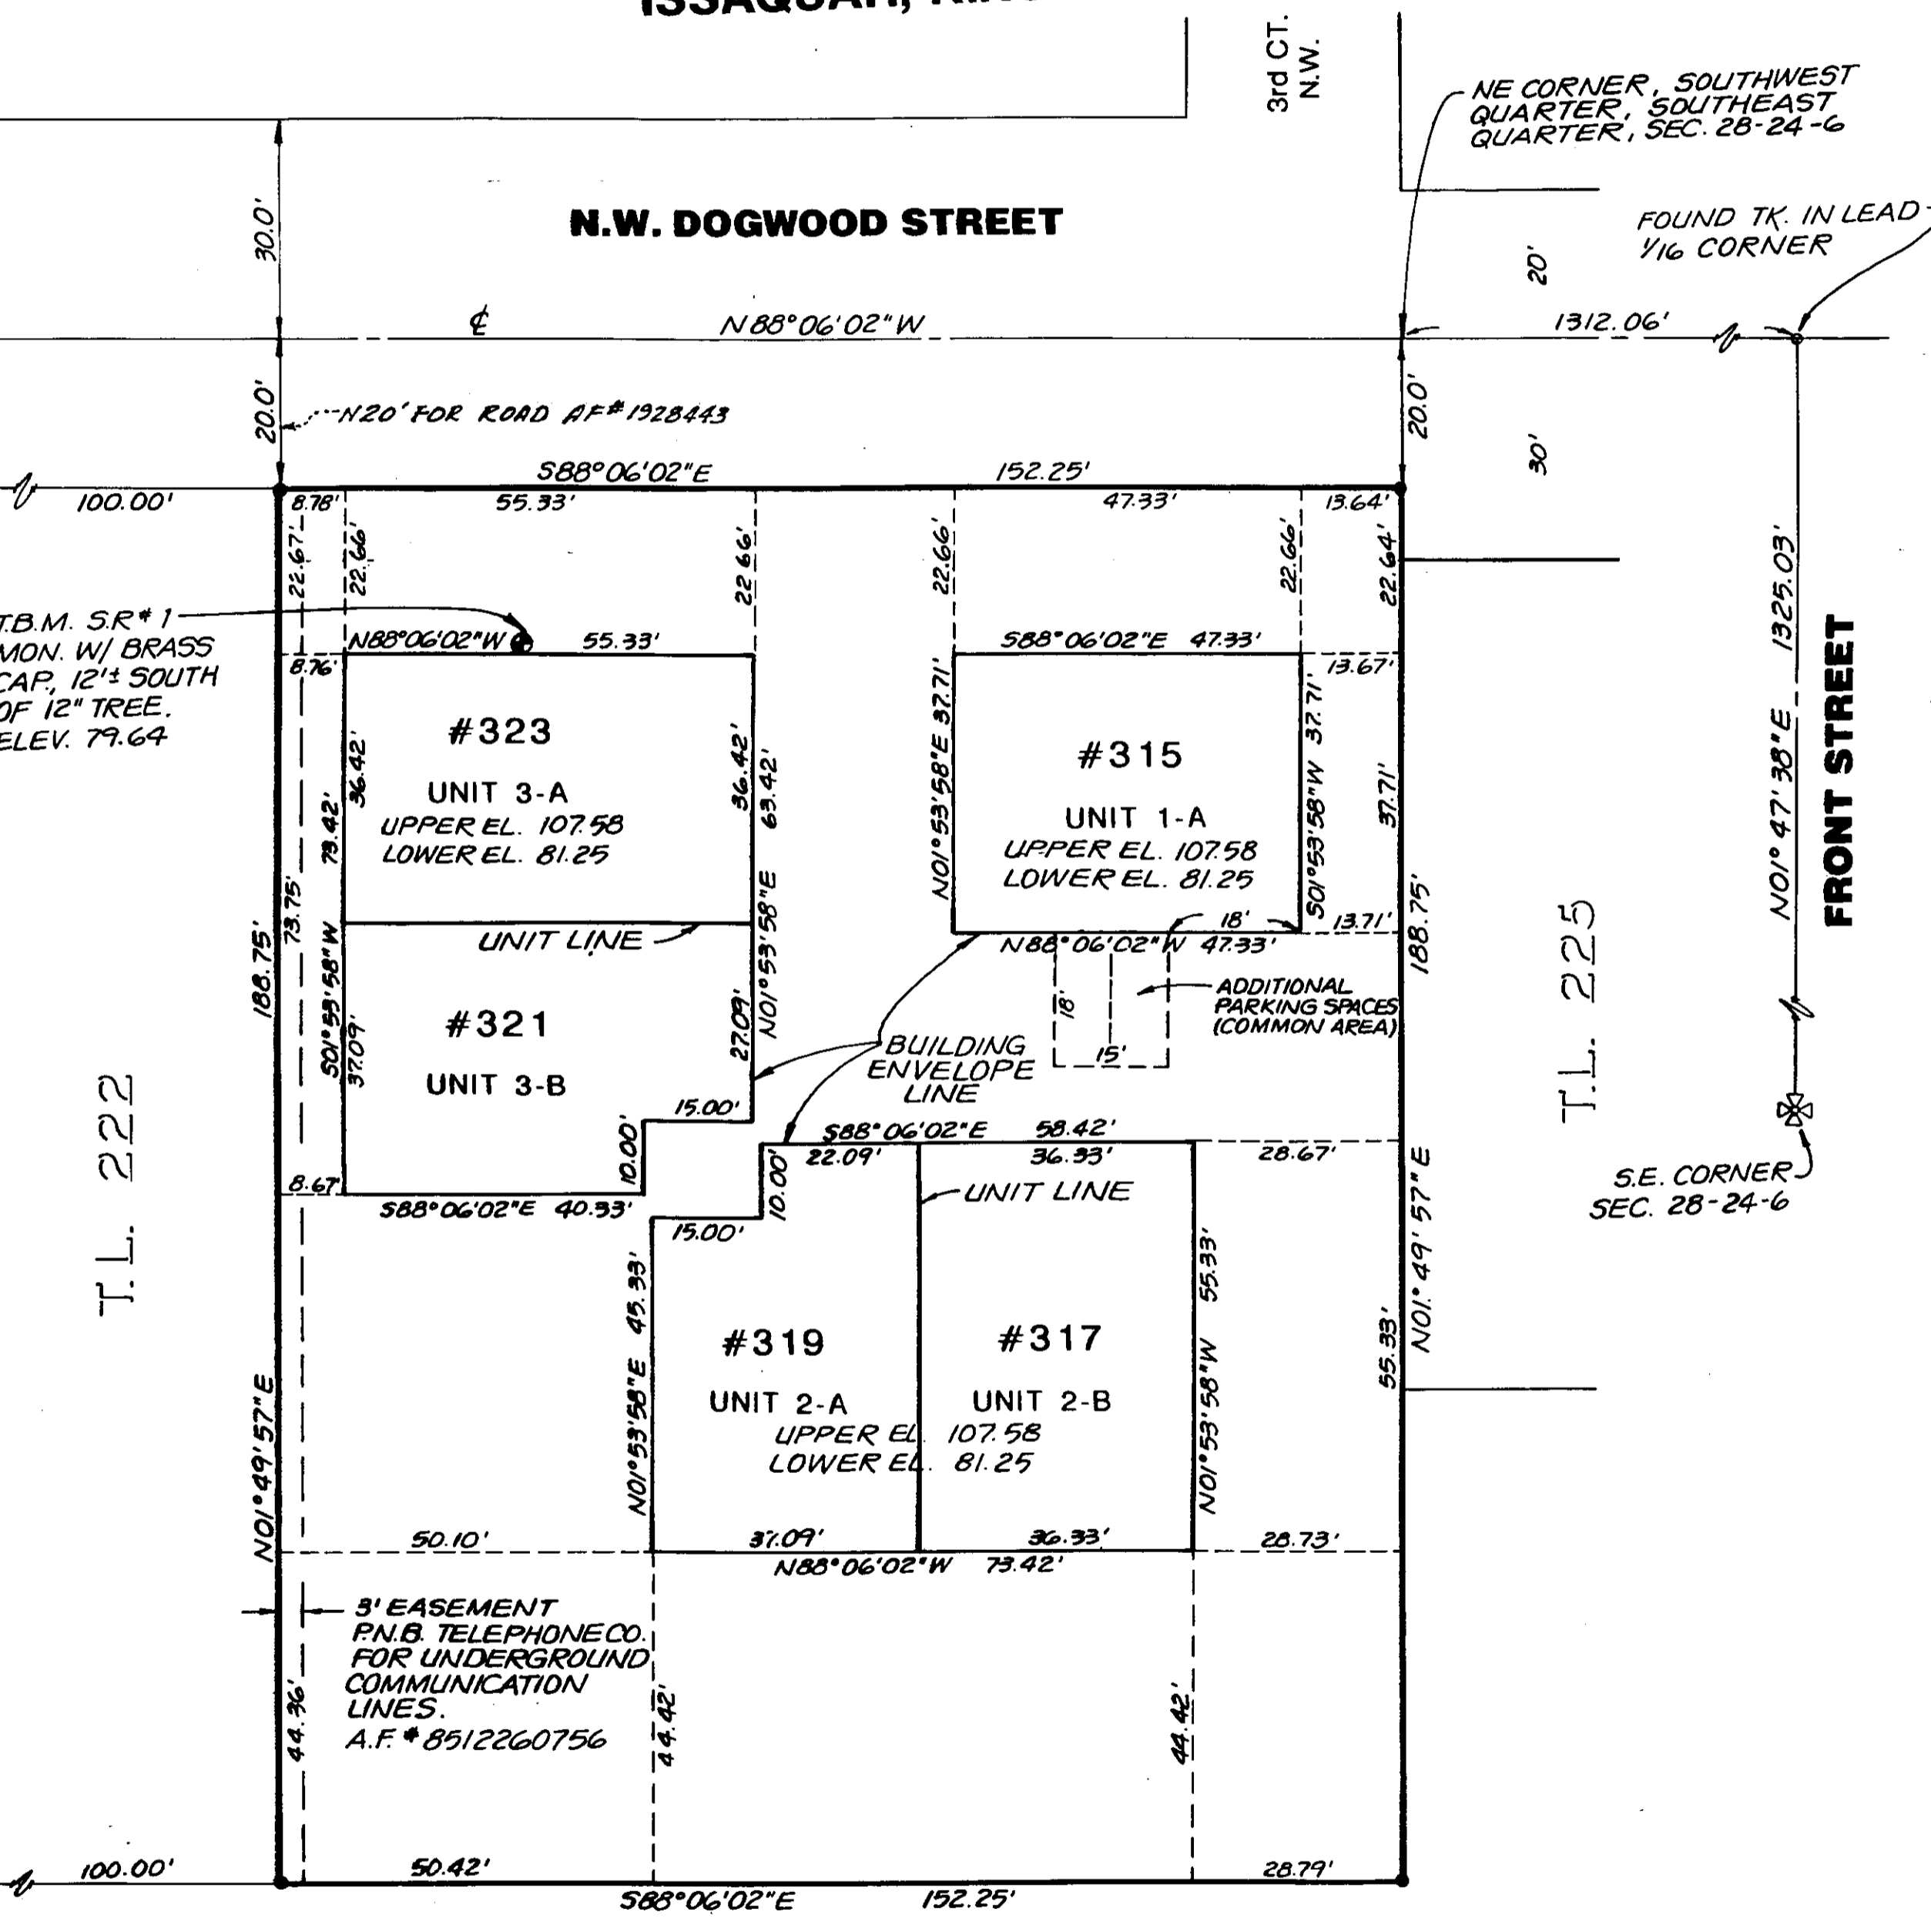 3rd CT.
N.W.
NE CORNER, SOUTHWEST
QUARTER, SOUTHEAST
QUARTER, SEC. 28-24-6
30.0'
N.W. DOGWOOD STREET
20'
FOUND TK. IN LEAD
1/16 CORNER
℄
N88°06'02"W
1312.06'
20.0'
N20' FOR ROAD AF#1928443
20.0'
30'
S88°06'02"E 152.25'
100.00'
8.78'
55.33'
47.33'
13.64'
22.67'
22.66'
22.66'
22.66'
22.66'
22.64'
T.B.M. S.R#1
MON. W/ BRASS
CAP, 12'± SOUTH
OF 12" TREE.
ELEV. 79.64
N88°06'02"W 55.33'
S88°06'02"E 47.33'
8.76'
13.67'
#323
UNIT 3-A
UPPER EL. 107.58
LOWER EL. 81.25
36.42'
36.42'
63.42'
N01°53'58"E
73.42'
S01°53'58"W
73.75'
188.75'
N01°49'57"E
N01°53'58"E 37.71'
#315
UNIT 1-A
UPPER EL. 107.58
LOWER EL. 81.25
S01°53'58"W 37.71'
37.71'
188.75'
N01°49'57"E
N01°47'38"E 1325.03'
FRONT STREET
T.L. 225
T.L. 222
UNIT LINE
18'
13.71'
N88°06'02"W 47.33'
ADDITIONAL
PARKING SPACES
(COMMON AREA)
18'
15'
#321
UNIT 3-B
37.09'
27.09'
BUILDING
ENVELOPE
LINE
15.00'
10.00'
8.67'
S88°06'02"E 40.33'
S88°06'02"E 58.42'
22.09'
36.33'
28.67'
10.00'
15.00'
UNIT LINE
S.E. CORNER
SEC. 28-24-6
N01°53'58"E 45.33'
#319
UNIT 2-A
#317
UNIT 2-B
UPPER EL. 107.58
LOWER EL. 81.25
N01°53'58"W 55.33'
55.33'
50.10'
37.09'
36.33'
28.73'
N88°06'02"W 73.42'
3' EASEMENT
P.N.B. TELEPHONE CO.
FOR UNDERGROUND
COMMUNICATION
LINES.
A.F.#8512260756
44.36'
44.42'
44.42'
100.00'
50.42'
28.79'
S88°06'02"E 152.25'